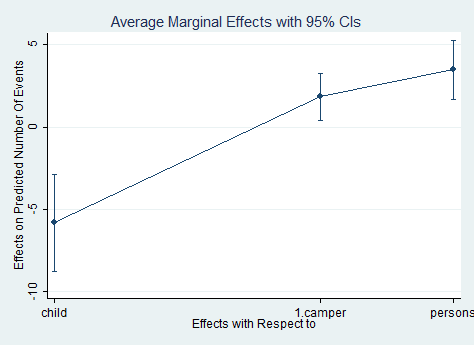 Average Marginal Effects with 95% CIs
Effects on Predicted Number Of Events
5
0
-5
-10
child 1.camper persons
Effects with Respect to